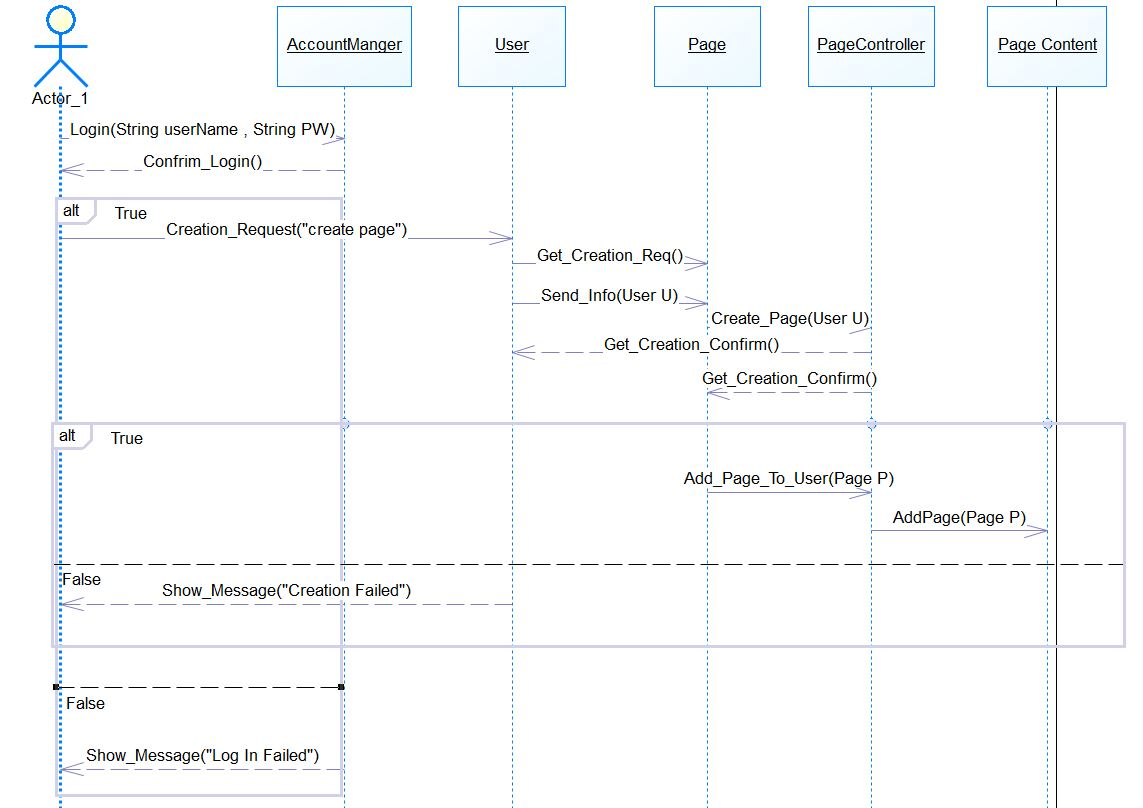 AccountManger
User
Page
PageController
Page Content
Actor_1
Login(String userName , String PW)
Confrim_Login()
alt
True
Creation_Request("create page")
Get_Creation_Req()
Send_Info(User U)
Create_Page(User U)
Get_Creation_Confirm()
Get_Creation_Confirm()
alt
True
Add_Page_To_User(Page P)
AddPage(Page P)
False
Show_Message("Creation Failed")
False
Show_Message("Log In Failed")